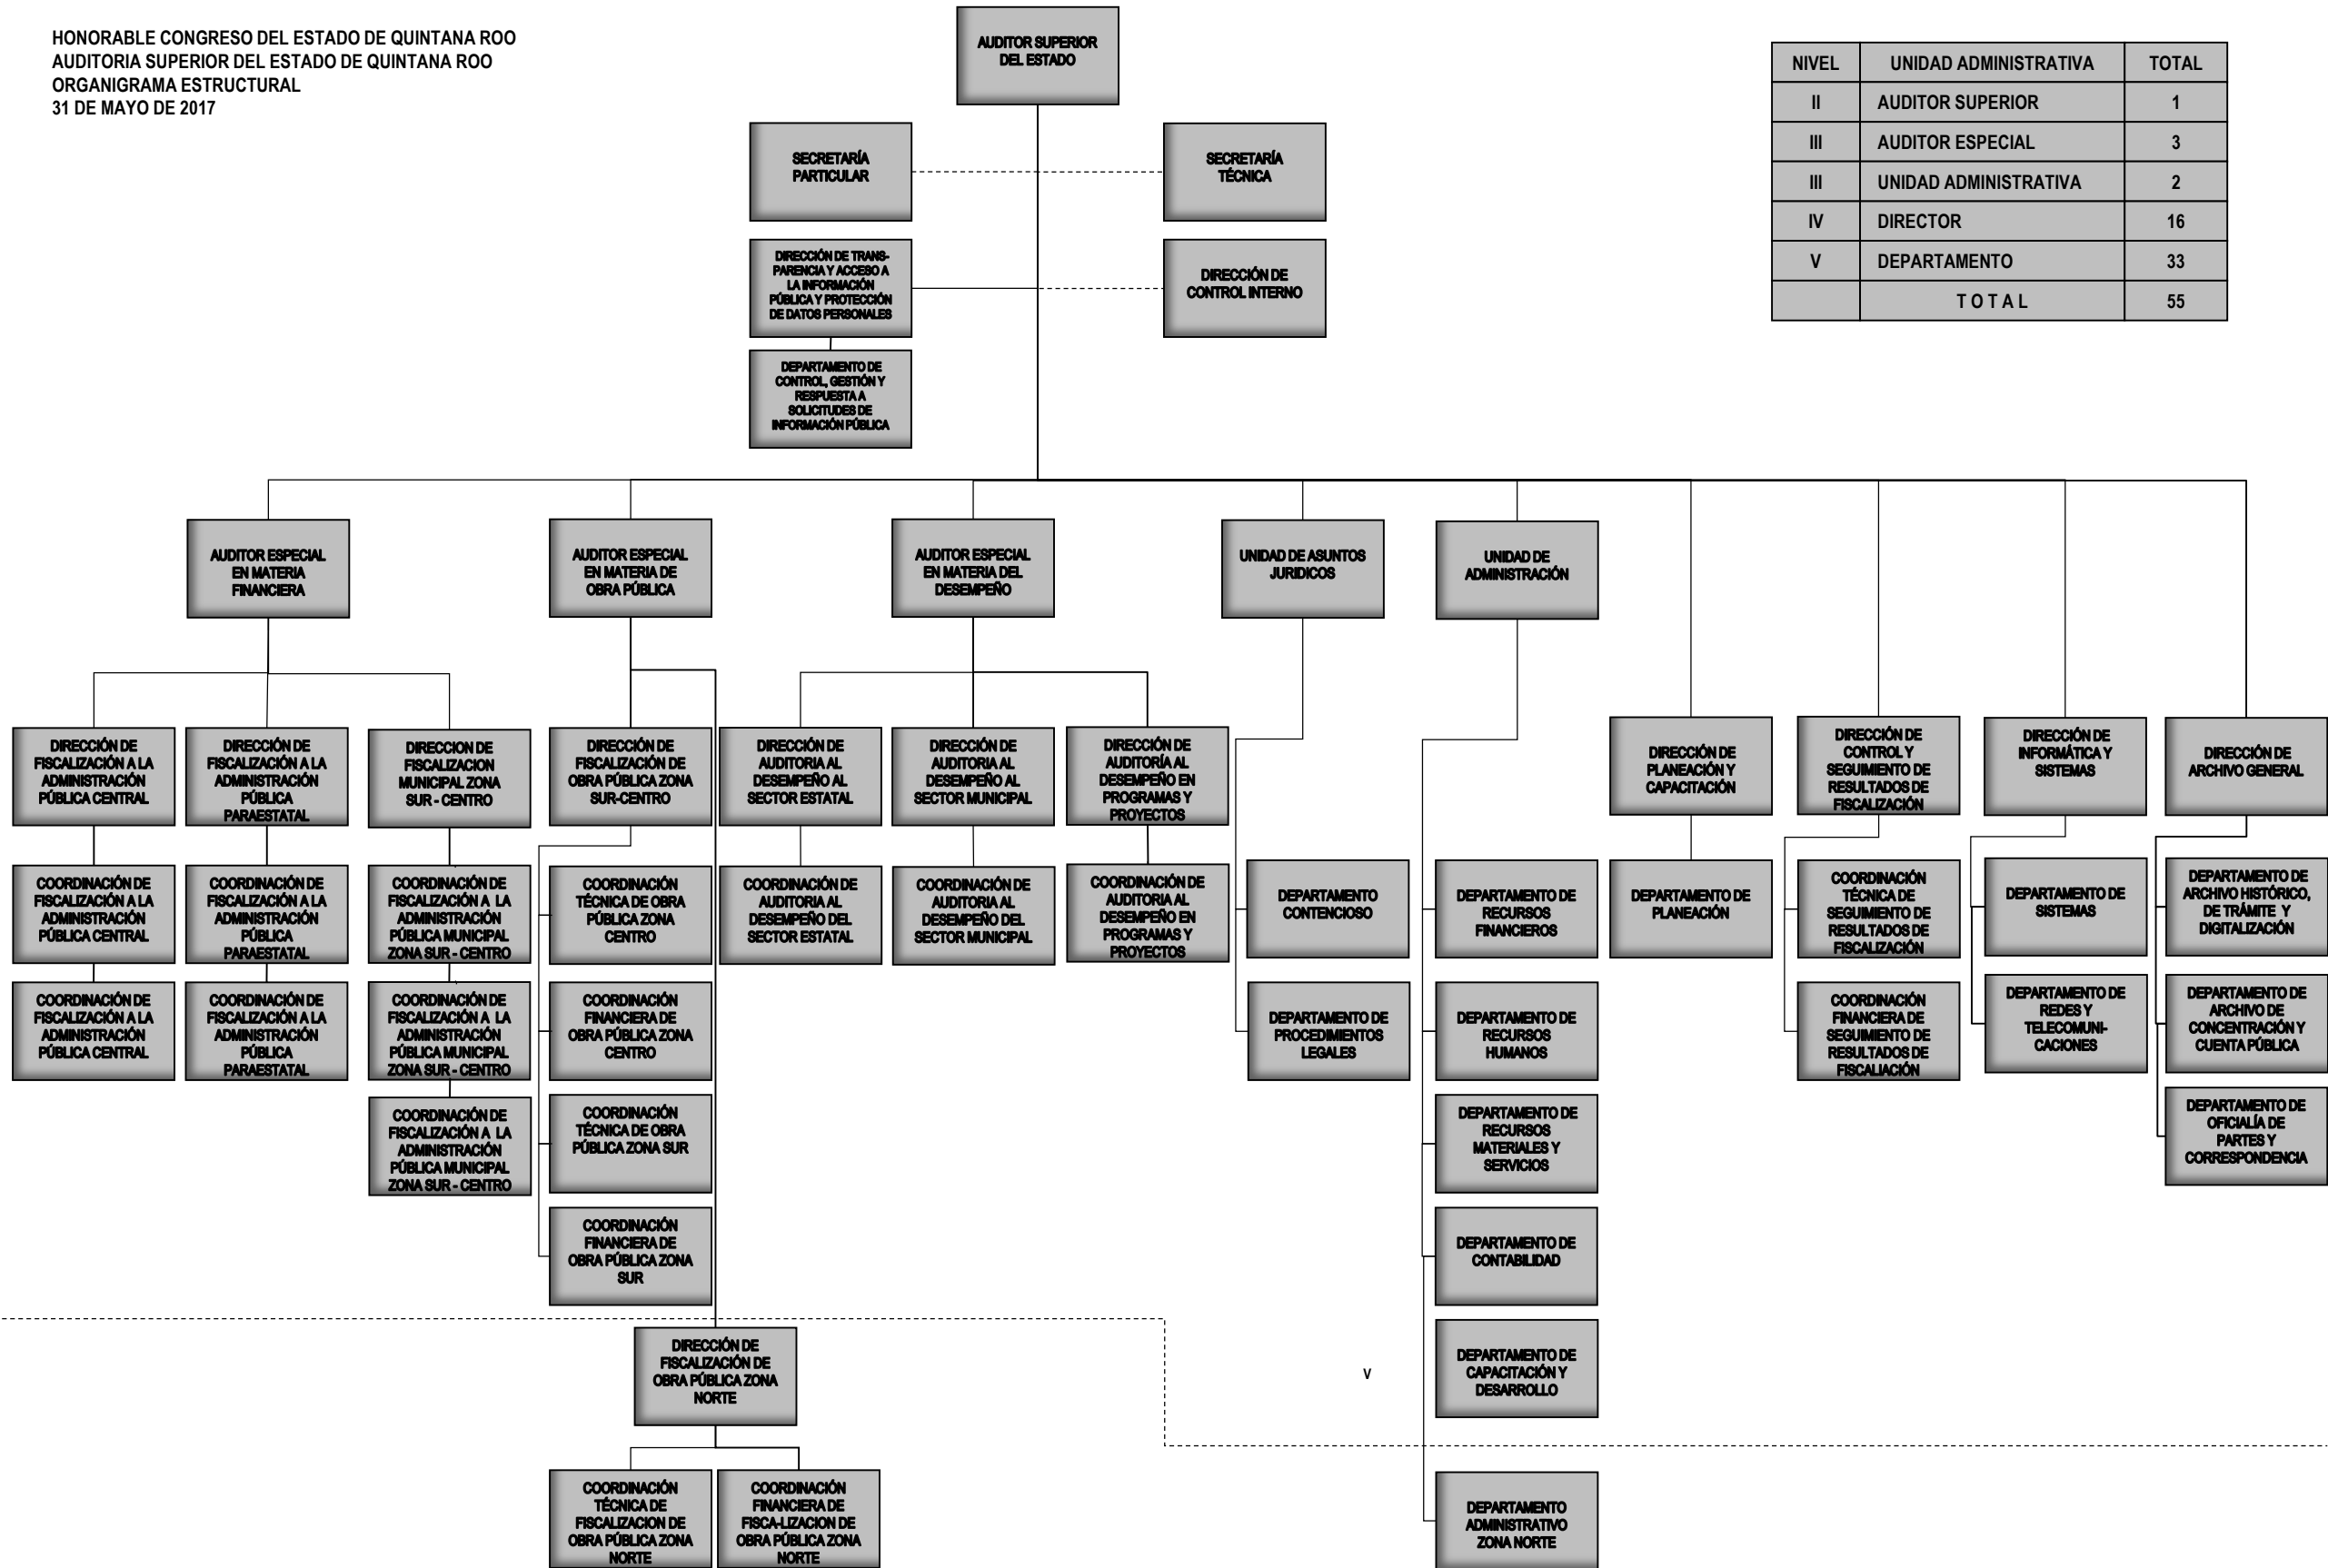 HONORABLE CONGRESO DEL ESTADO DE QUINTANA ROO
AUDITORIA SUPERIOR DEL ESTADO DE QUINTANA ROO
ORGANIGRAMA ESTRUCTURAL
31 DE MAYO DE 2017
AUDITOR SUPERIOR
DEL ESTADO
NIVEL UNIDAD ADMINISTRATIVA TOTAL
II AUDITOR SUPERIOR 1
III AUDITOR ESPECIAL 3
III UNIDAD ADMINISTRATIVA 2
IV DIRECTOR 16
V DEPARTAMENTO 33
T O T A L 55
SECRETARÍA
PARTICULAR
SECRETARÍA
TÉCNICA
DIRECCIÓN DE TRANS-
PARENCIA Y ACCESO A
LA INFORMACIÓN
PÚBLICA Y PROTECCIÓN
DE DATOS PERSONALES
DIRECCIÓN DE
CONTROL INTERNO
DEPARTAMENTO DE
CONTROL, GESTIÓN Y
RESPUESTA A
SOLICITUDES DE
INFORMACIÓN PÚBLICA
AUDITOR ESPECIAL
EN MATERIA
FINANCIERA
AUDITOR ESPECIAL
EN MATERIA DE
OBRA PÚBLICA
AUDITOR ESPECIAL
EN MATERIA DEL
DESEMPEÑO
UNIDAD DE ASUNTOS
JURIDICOS
UNIDAD DE
ADMINISTRACIÓN
DIRECCIÓN DE
FISCALIZACIÓN A LA
ADMINISTRACIÓN
PÚBLICA CENTRAL
DIRECCIÓN DE
FISCALIZACIÓN A LA
ADMINISTRACIÓN
PÚBLICA
PARAESTATAL
DIRECCION DE
FISCALIZACION
MUNICIPAL ZONA
SUR - CENTRO
DIRECCIÓN DE
FISCALIZACIÓN DE
OBRA PÚBLICA ZONA
SUR-CENTRO
DIRECCIÓN DE
AUDITORIA AL
DESEMPEÑO AL
SECTOR ESTATAL
DIRECCIÓN DE
AUDITORIA AL
DESEMPEÑO AL
SECTOR MUNICIPAL
DIRECCIÓN DE
AUDITORÍA AL
DESEMPEÑO EN
PROGRAMAS Y
PROYECTOS
DIRECCIÓN DE
PLANEACIÓN Y
CAPACITACIÓN
DIRECCIÓN DE
CONTROL Y
SEGUIMIENTO DE
RESULTADOS DE
FISCALIZACIÓN
DIRECCIÓN DE
INFORMÁTICA Y
SISTEMAS
DIRECCIÓN DE
ARCHIVO GENERAL
COORDINACIÓN DE
FISCALIZACIÓN A LA
ADMINISTRACIÓN
PÚBLICA CENTRAL
COORDINACIÓN DE
FISCALIZACIÓN A LA
ADMINISTRACIÓN
PÚBLICA
PARAESTATAL
COORDINACIÓN DE
FISCALIZACIÓN A LA
ADMINISTRACIÓN
PÚBLICA MUNICIPAL
ZONA SUR - CENTRO
COORDINACIÓN
TÉCNICA DE OBRA
PÚBLICA ZONA
CENTRO
COORDINACIÓN DE
AUDITORIA AL
DESEMPEÑO DEL
SECTOR ESTATAL
COORDINACIÓN DE
AUDITORIA AL
DESEMPEÑO DEL
SECTOR MUNICIPAL
COORDINACIÓN DE
AUDITORIA AL
DESEMPEÑO EN
PROGRAMAS Y
PROYECTOS
DEPARTAMENTO
CONTENCIOSO
DEPARTAMENTO DE
RECURSOS
FINANCIEROS
DEPARTAMENTO DE
PLANEACIÓN
COORDINACIÓN
TÉCNICA DE
SEGUIMIENTO DE
RESULTADOS DE
FISCALIZACIÓN
DEPARTAMENTO DE
SISTEMAS
DEPARTAMENTO DE
ARCHIVO HISTÓRICO,
DE TRÁMITE Y
DIGITALIZACIÓN
COORDINACIÓN DE
FISCALIZACIÓN A LA
ADMINISTRACIÓN
PÚBLICA CENTRAL
COORDINACIÓN DE
FISCALIZACIÓN A LA
ADMINISTRACIÓN
PÚBLICA
PARAESTATAL
COORDINACIÓN DE
FISCALIZACIÓN A LA
ADMINISTRACIÓN
PÚBLICA MUNICIPAL
ZONA SUR - CENTRO
COORDINACIÓN
FINANCIERA DE
OBRA PÚBLICA ZONA
CENTRO
DEPARTAMENTO DE
PROCEDIMIENTOS
LEGALES
DEPARTAMENTO DE
RECURSOS
HUMANOS
COORDINACIÓN
FINANCIERA DE
SEGUIMIENTO DE
RESULTADOS DE
FISCALIACIÓN
DEPARTAMENTO DE
REDES Y
TELECOMUNI-
CACIONES
DEPARTAMENTO DE
ARCHIVO DE
CONCENTRACIÓN Y
CUENTA PÚBLICA
COORDINACIÓN DE
FISCALIZACIÓN A LA
ADMINISTRACIÓN
PÚBLICA MUNICIPAL
ZONA SUR - CENTRO
COORDINACIÓN
TÉCNICA DE OBRA
PÚBLICA ZONA SUR
DEPARTAMENTO DE
RECURSOS
MATERIALES Y
SERVICIOS
DEPARTAMENTO DE
OFICIALÍA DE
PARTES Y
CORRESPONDENCIA
COORDINACIÓN
FINANCIERA DE
OBRA PÚBLICA ZONA
SUR
DEPARTAMENTO DE
CONTABILIDAD
DIRECCIÓN DE
FISCALIZACIÓN DE
OBRA PÚBLICA ZONA
NORTE
V
DEPARTAMENTO DE
CAPACITACIÓN Y
DESARROLLO
COORDINACIÓN
TÉCNICA DE
FISCALIZACION DE
OBRA PÚBLICA ZONA
NORTE
COORDINACIÓN
FINANCIERA DE
FISCA-LIZACION DE
OBRA PÚBLICA ZONA
NORTE
DEPARTAMENTO
ADMINISTRATIVO
ZONA NORTE